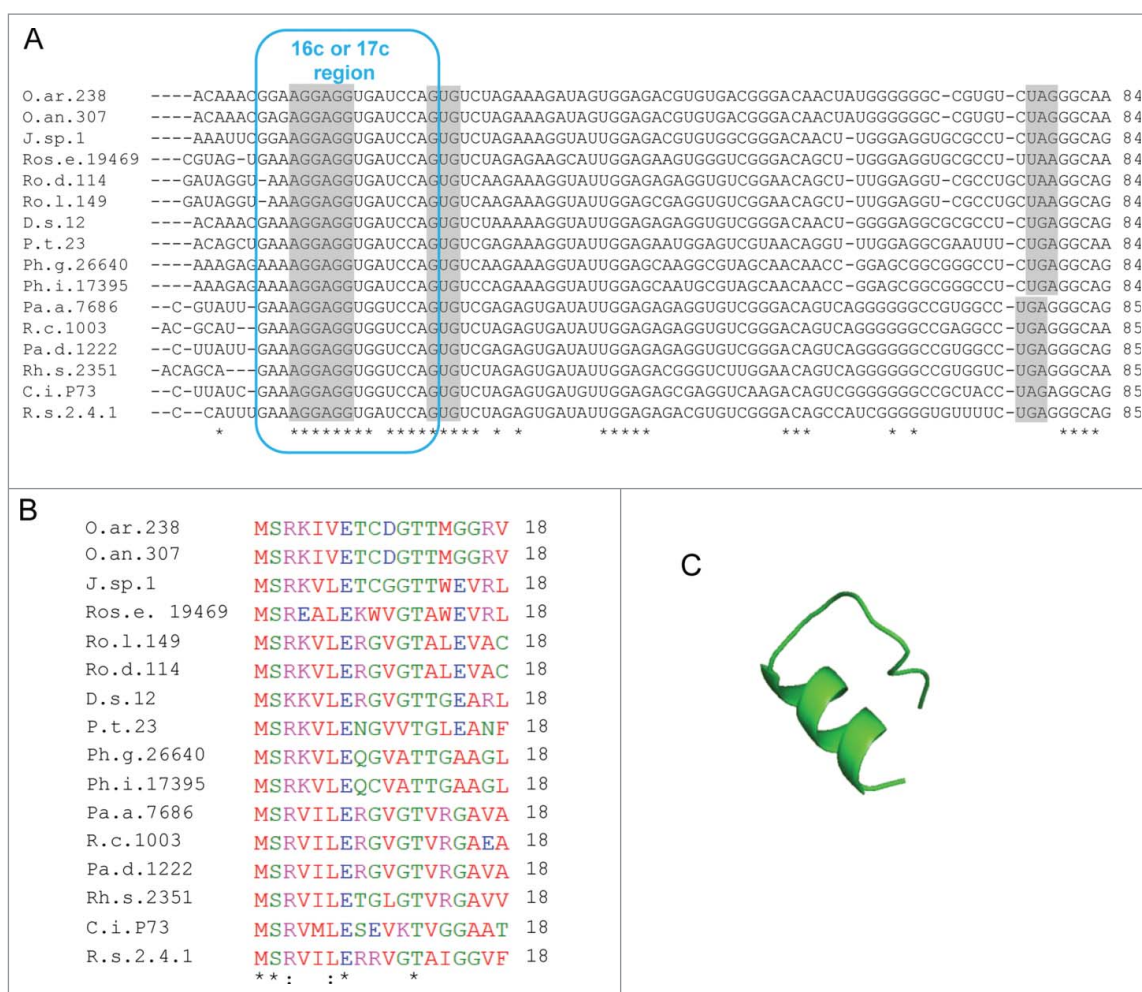 A
16c or 17c
region
O.ar.238 ----ACAAACGGAAGGAGGUGAUCCAGUGUCUAGAAAGAUAGUGGAGACGUGUGACGGGACAACUAUGGGGGGC-CGUGU-CUAGGGCAA 84
O.an.307 ----ACAAACGAGAGGAGGUGAUCCAGUGUCUAGAAAGAUAGUGGAGACGUGUGACGGGACAACUAUGGGGGGC-CGUGU-CUAGGGCAA 84
J.sp.1 ----AAAUUCGGAAGGAGGUGAUCCAGUGUCUAGAAAGGUAUUGGAGACGUGUGGCGGGACAACU-UGGGAGGUGCGCCU-CUAGGGCAA 84
Ros.e.19469 ---CGUAG-UGAAAGGAGGUGAUCCAGUGUCUAGAGAAGCAUUGGAGAAGUGGGUCGGGACAGCU-UGGGAGGUGCGCCU-UUAAGGCAA 84
Ro.d.114 ---GAUAGGU-AAAGGAGGUGAUCCAGUGUCAAGAAAGGUAUUGGAGAGAGGUGUCGGAACAGCU-UUGGAGGU-CGCCUGCUAAGGCAG 84
Ro.l.149 ---GAUAGGU-AAAGGAGGUGAUCCAGUGUCAAGAAAGGUAUUGGAGCGAGGUGUCGGAACAGCU-UUGGAGGU-CGCCUGCUAAGGCAG 84
D.s.12 ----ACAAACGAAAGGAGGUGAUCCAGUGUCUAAAAAGGUAUUGGAGAGAGGUGUCGGGACAACU-GGGGAGGCGCGCCU-CUGAGGCAG 84
P.t.23 ----ACAGCUGAAAGGAGGUGAUCCAGUGUCGAGAAAGGUAUUGGAGAAUGGAGUCGUAACAGGU-UUGGAGGCGAAUUU-CUGAGGCAG 84
Ph.g.26640 ----AAAGAGAAAAGGAGGUGAUCCAGUGUCAAGAAAGGUAUUGGAGCAAGGCGUAGCAACAACC-GGAGCGGCGGGCCU-CUGAGGCAG 84
Ph.i.17395 ----AAAGAGAAAAGGAGGUGAUCCAGUGUCCAGAAAGGUAUUGGAGCAAUGCGUAGCAACAACC-GGAGCGGCGGGCCU-CUGAGGCAG 84
Pa.a.7686 --C-GUAUU-GAAAGGAGGUGAUCCAGUGUCUAGAGUGAUAUUGGAGAGAGGUGUCGGGACAGUCAGGGGGGCCGUGGCC-UGAGGGCAG 85
R.c.1003 -AC-GCAU--GAAAGGAGGUGGUCCAGUGUCUAGAGUGAUAUUGGAGAGAGGUGUCGGGACAGUCAGGGGGGCCGAGGCC-UGAGGGCAA 85
Pa.d.1222 --C-UUAUU-GAAAGGAGGUGGUCCAGUGUCGAGAGUGAUAUUGGAGAGAGGUGUCGGGACAGUCAGGGGGGCCGUGGCC-UGAGGGCAG 85
Rh.s.2351 -ACAGCA---GAAAGGAGGUGGUCCAGUGUCUAGAGUGAUAUUGGAGACGGGUCUUGGAACAGUCAGGGGGGCCGUGGUC-UGAGGGCAA 85
C.i.P73 --C-UUAUC-GAAAGGAGGUGGUCCAGUGUCUAGAGUGAUGUUGGAGAGCGAGGUCAAGACAGUCGGGGGGGCCGCUACC-UAGAGGCAG 85
R.s.2.4.1 --C--CAUUUGAAAGGAGGUGAUCCAGUGUCUAGAGUGAUAUUGGAGAGACGUGUCGGGACAGCCAUCGGGGGUGUUUUC-UGAGGGCAG 85
* ******** ********* * * ***** *** * * ****
B
O.ar.238 MSRKIVETCDGTTMGGRV 18
O.an.307 MSRKIVETCDGTTMGGRV 18
J.sp.1 MSRKVLETCGGTTWEVRL 18
Ros.e. 19469 MSREALEKWVGTAWEVRL 18
Ro.l.149 MSRKVLERGVGTALEVAC 18
Ro.d.114 MSRKVLERGVGTALEVAC 18
D.s.12 MSKKVLERGVGTTGEARL 18
P.t.23 MSRKVLENGVVTGLEANF 18
Ph.g.26640 MSRKVLEQGVATTGAAGL 18
Ph.i.17395 MSRKVLEQCVATTGAAGL 18
Pa.a.7686 MSRVILERGVGTVRGAVA 18
R.c.1003 MSRVILERGVGTVRGAEA 18
Pa.d.1222 MSRVILERGVGTVRGAVA 18
Rh.s.2351 MSRVILETGLGTVRGAVV 18
C.i.P73 MSRVMLESEVKTVGGAAT 18
R.s.2.4.1 MSRVILERRVGTAIGGVF 18
**: :* *
C